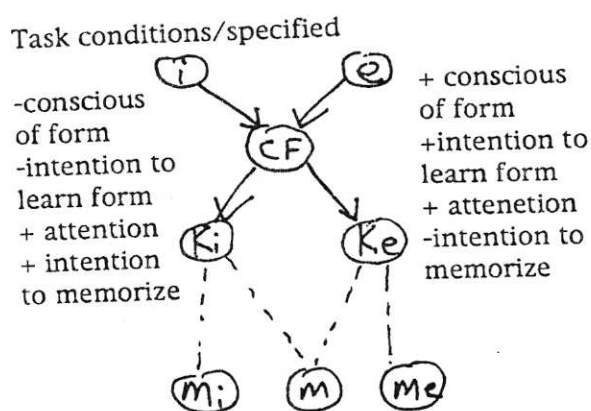 Task conditions/specified
i
e
-conscious
of form
-intention to
learn form
+ attention
+ intention
to memorize
+ conscious
of form
+intention to
learn form
+ attenetion
-intention to
memorize
CF
Ki
Ke
mi
m
me